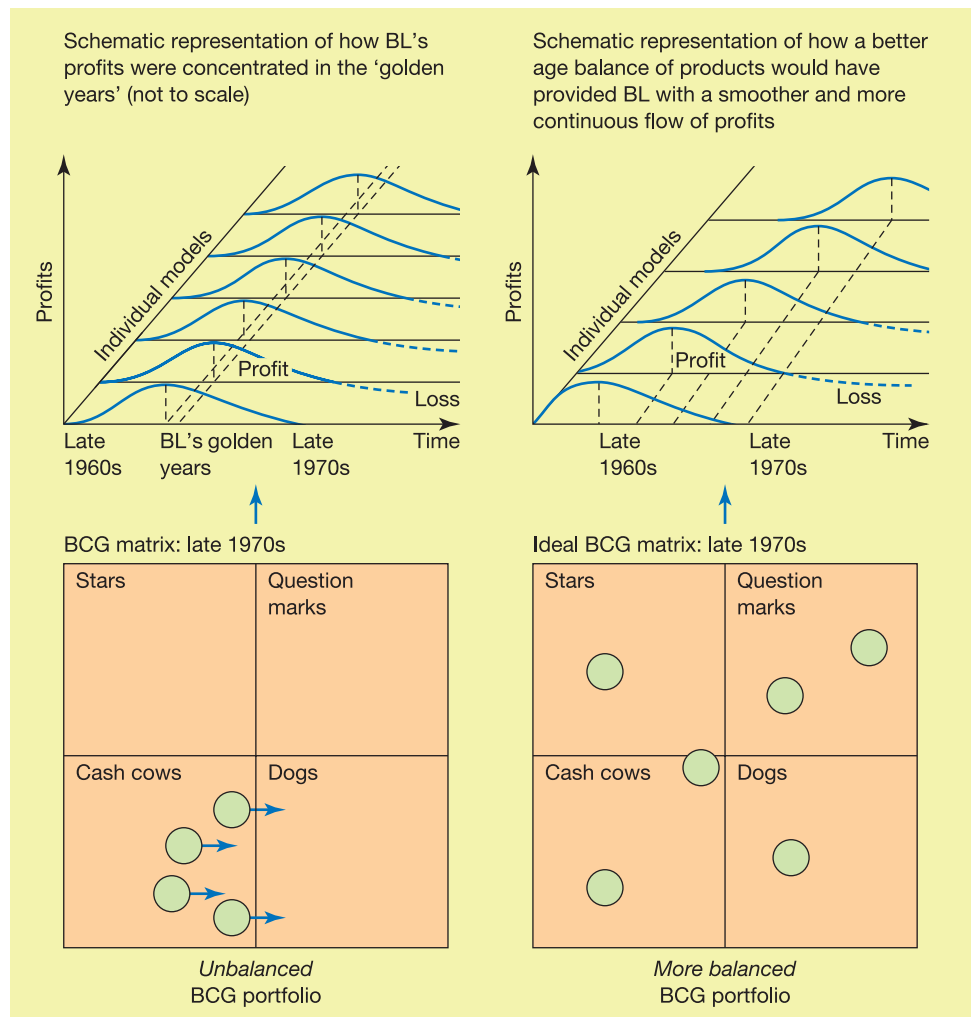 Schematic representation of how BL's
profits were concentrated in the 'golden
years' (not to scale)
Profits
Individual models
Profit
Loss
Late
1960s
BL's golden
years
Late
1970s
Time
BCG matrix: late 1970s
Stars
Question
marks
Cash cows
Dogs
Unbalanced
BCG portfolio
Schematic representation of how a better
age balance of products would have
provided BL with a smoother and more
continuous flow of profits
Profits
Individual models
Profit
Loss
Late
1960s
Late
1970s
Time
Ideal BCG matrix: late 1970s
Stars
Question
marks
Cash cows
Dogs
More balanced
BCG portfolio